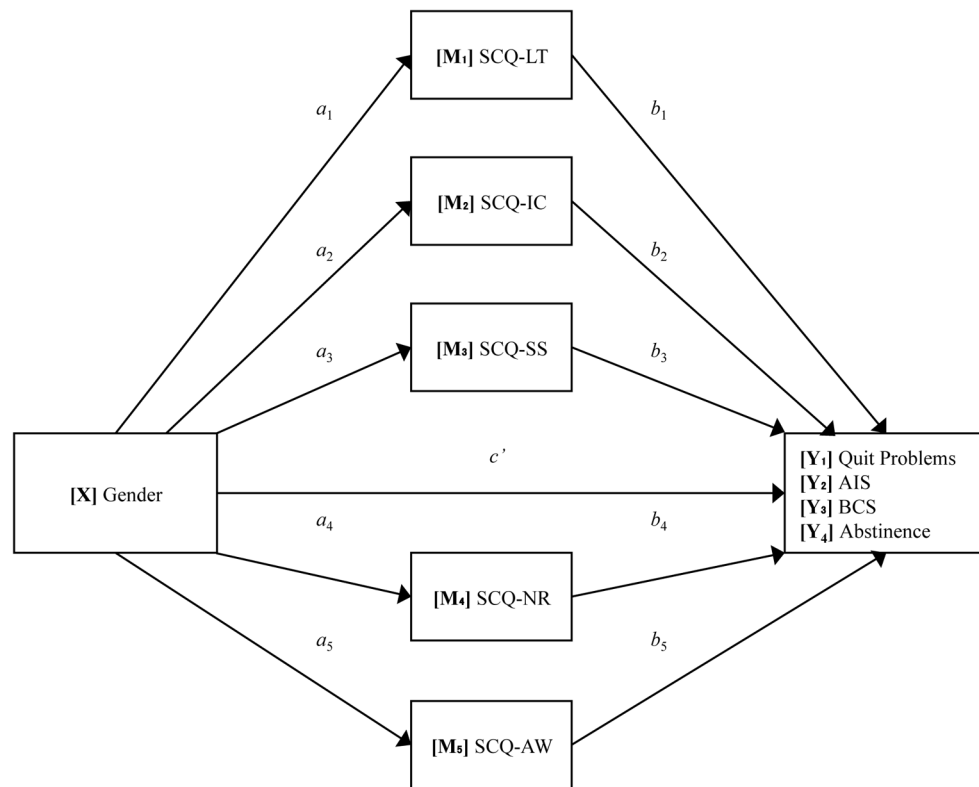 [M₁] SCQ-LT
a₁
b₁
[M₂] SCQ-IC
a₂
b₂
[M₃] SCQ-SS
a₃
b₃
c’
[X] Gender
[Y₁] Quit Problems
[Y₂] AIS
[Y₃] BCS
[Y₄] Abstinence
a₄
b₄
[M₄] SCQ-NR
a₅
b₅
[M₅] SCQ-AW